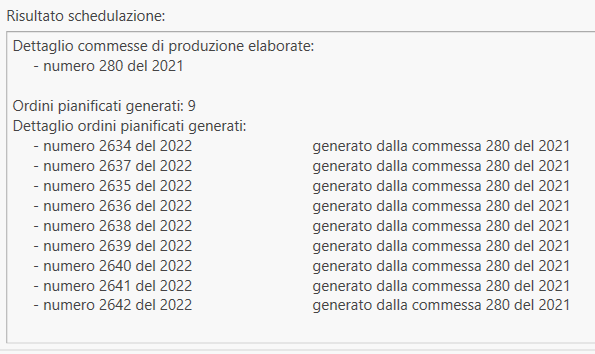 Risultato schedulazione:
Dettaglio commesse di produzione elaborate:
- numero 280 del 2021
Ordini pianificati generati: 9
Dettaglio ordini pianificati generati:
- numero 2634 del 2022 generato dalla commessa 280 del 2021
- numero 2637 del 2022 generato dalla commessa 280 del 2021
- numero 2635 del 2022 generato dalla commessa 280 del 2021
- numero 2636 del 2022 generato dalla commessa 280 del 2021
- numero 2638 del 2022 generato dalla commessa 280 del 2021
- numero 2639 del 2022 generato dalla commessa 280 del 2021
- numero 2640 del 2022 generato dalla commessa 280 del 2021
- numero 2641 del 2022 generato dalla commessa 280 del 2021
- numero 2642 del 2022 generato dalla commessa 280 del 2021